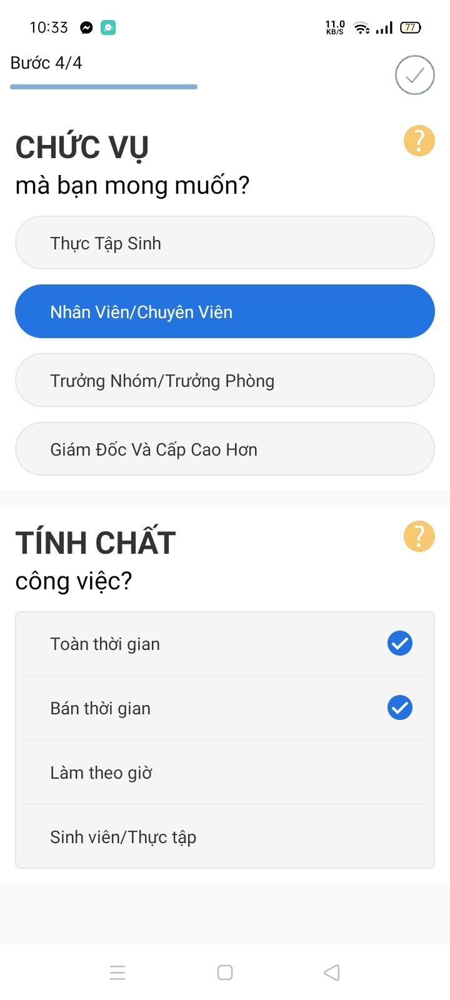 10:33
11.0
KB/S
77
Bước 4/4
CHỨC VỤ
?
mà bạn mong muốn?
Thực Tập Sinh
Nhân Viên/Chuyên Viên
Trưởng Nhóm/Trưởng Phòng
Giám Đốc Và Cấp Cao Hơn
TÍNH CHẤT
?
công việc?
Toàn thời gian
Bán thời gian
Làm theo giờ
Sinh viên/Thực tập